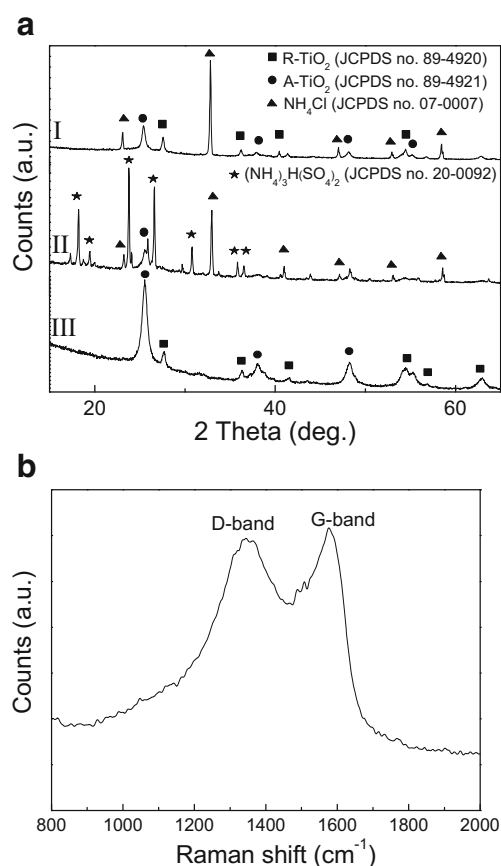 a
■ R-TiO₂ (JCPDS no. 89-4920)
● A-TiO₂ (JCPDS no. 89-4921)
▲ NH₄Cl (JCPDS no. 07-0007)
★ (NH₄)₃H(SO₄)₂ (JCPDS no. 20-0092)
I
II
III
Counts (a.u.)
20 40 60
2 Theta (deg.)
b
D-band
G-band
Counts (a.u.)
800 1000 1200 1400 1600 1800 2000
Raman shift (cm⁻¹)